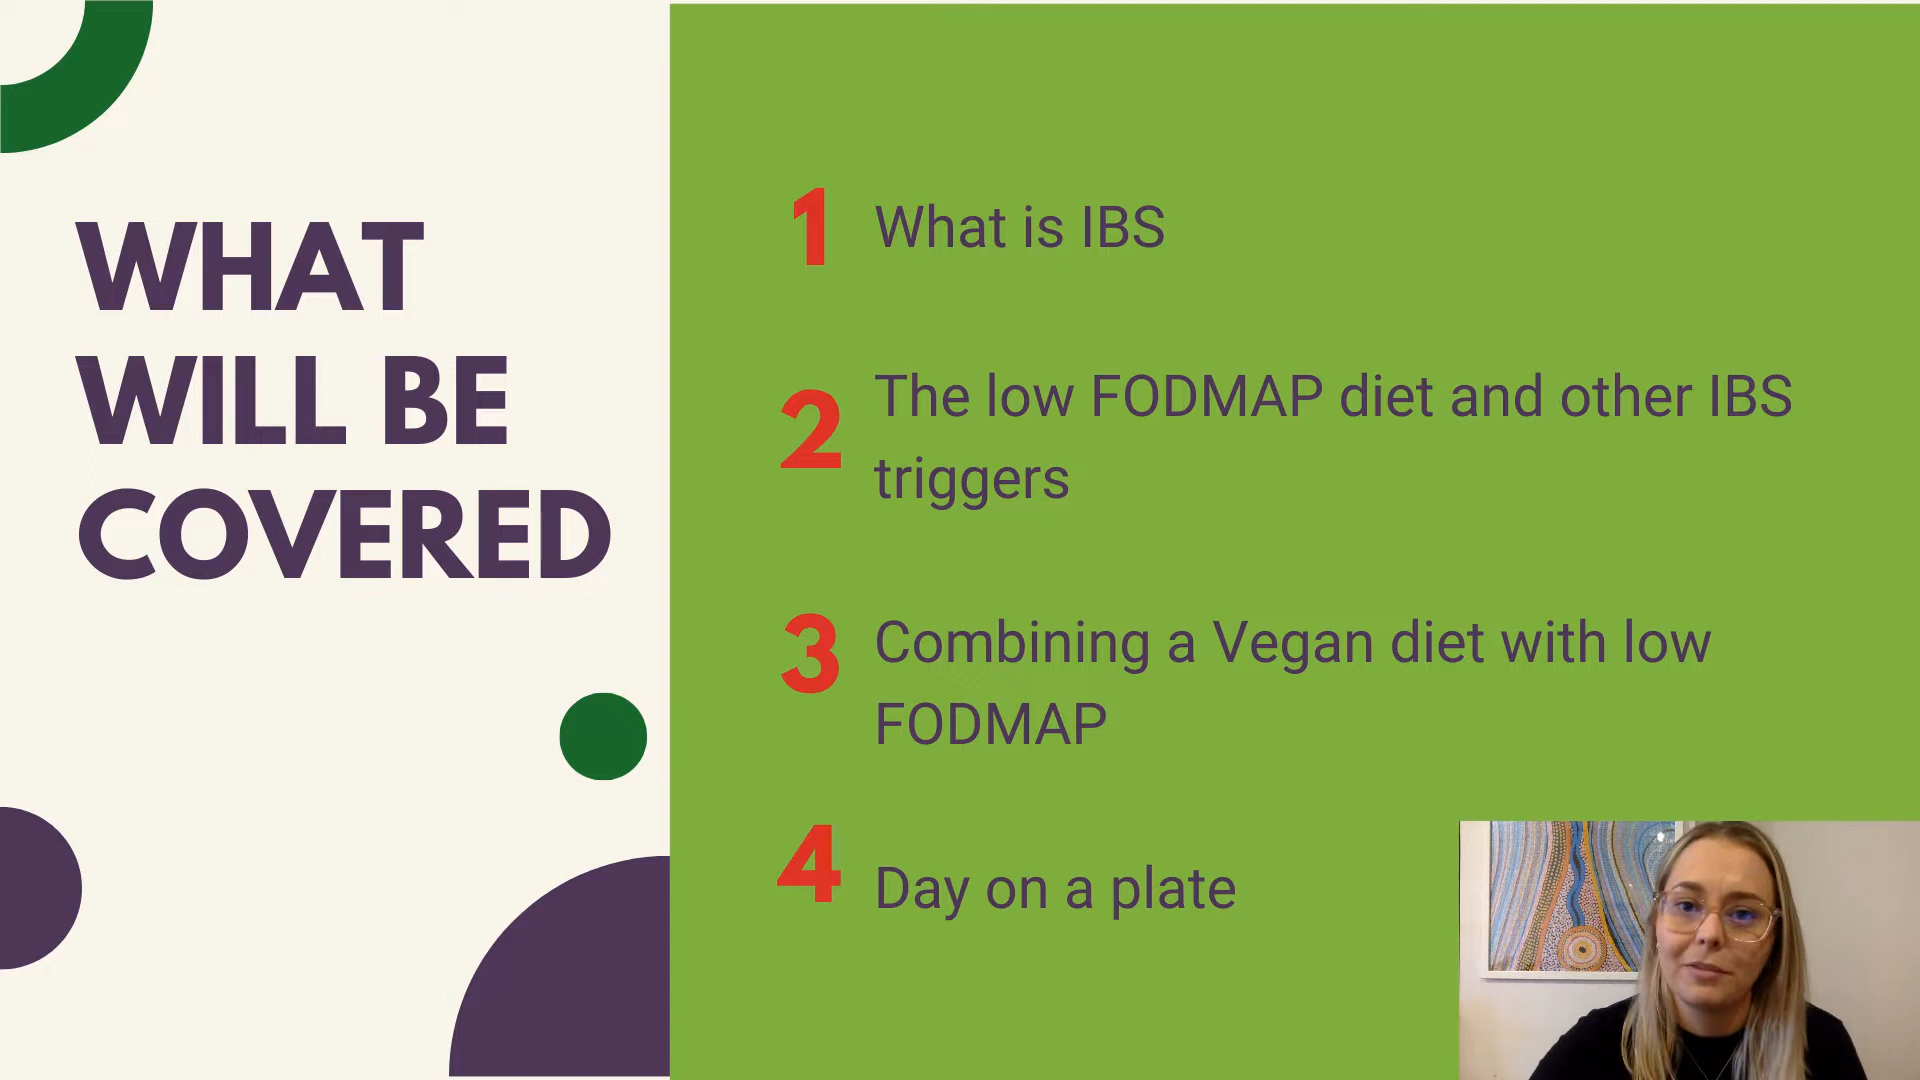 WHAT
WILL BE
COVERED
1 What is IBS
2 The low FODMAP diet and other IBS
triggers
3 Combining a Vegan diet with low
FODMAP
4 Day on a plate